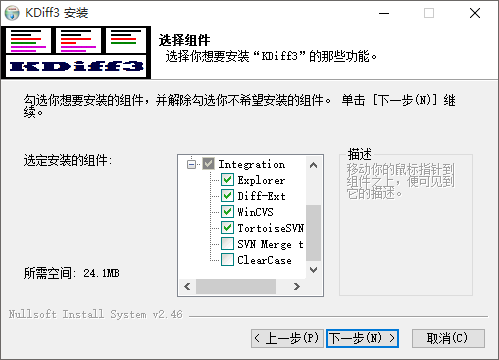 KDiff3 安装
KDiff3
选择组件
选择你想要安装“KDiff3”的那些功能。
勾选你想要安装的组件，并解除勾选你不希望安装的组件。 单击 [下一步(N)] 继
续。
选定安装的组件:
Integration
Explorer
Diff-Ext
WinCVS
TortoiseSVN
SVN Merge t
ClearCase
描述
移动你的鼠标指针到
组件之上，便可见到
它的描述。
所需空间: 24.1MB
Nullsoft Install System v2.46
< 上一步(P)
下一步(N) >
取消(C)